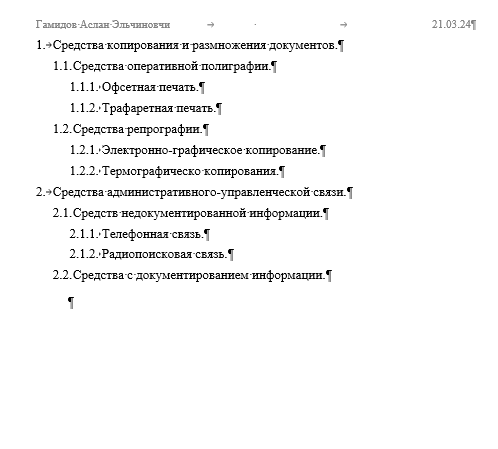 Гамидов Аслан Эльчинович 21.03.24
1. Средства копирования и размножения документов.
1.1. Средства оперативной полиграфии.
1.1.1. Офсетная печать.
1.1.2. Трафаретная печать.
1.2. Средства репрографии.
1.2.1. Электронно-графическое копирование.
1.2.2. Термографическо копирования.
2. Средства административного-управленческой связи.
2.1. Средств недокументированной информации.
2.1.1. Телефонная связь.
2.1.2. Радиопоисковая связь.
2.2. Средства с документированием информации.